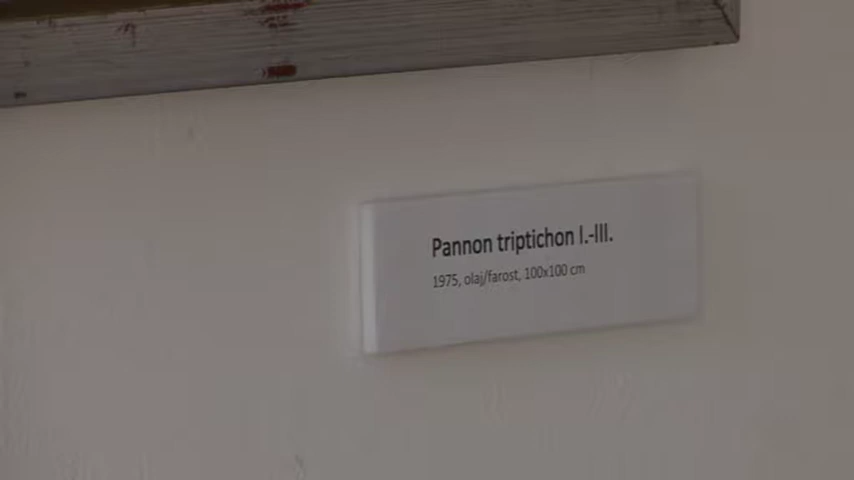 Pannon triptichon I.-III.
1975, olaj/farost, 100x100 cm